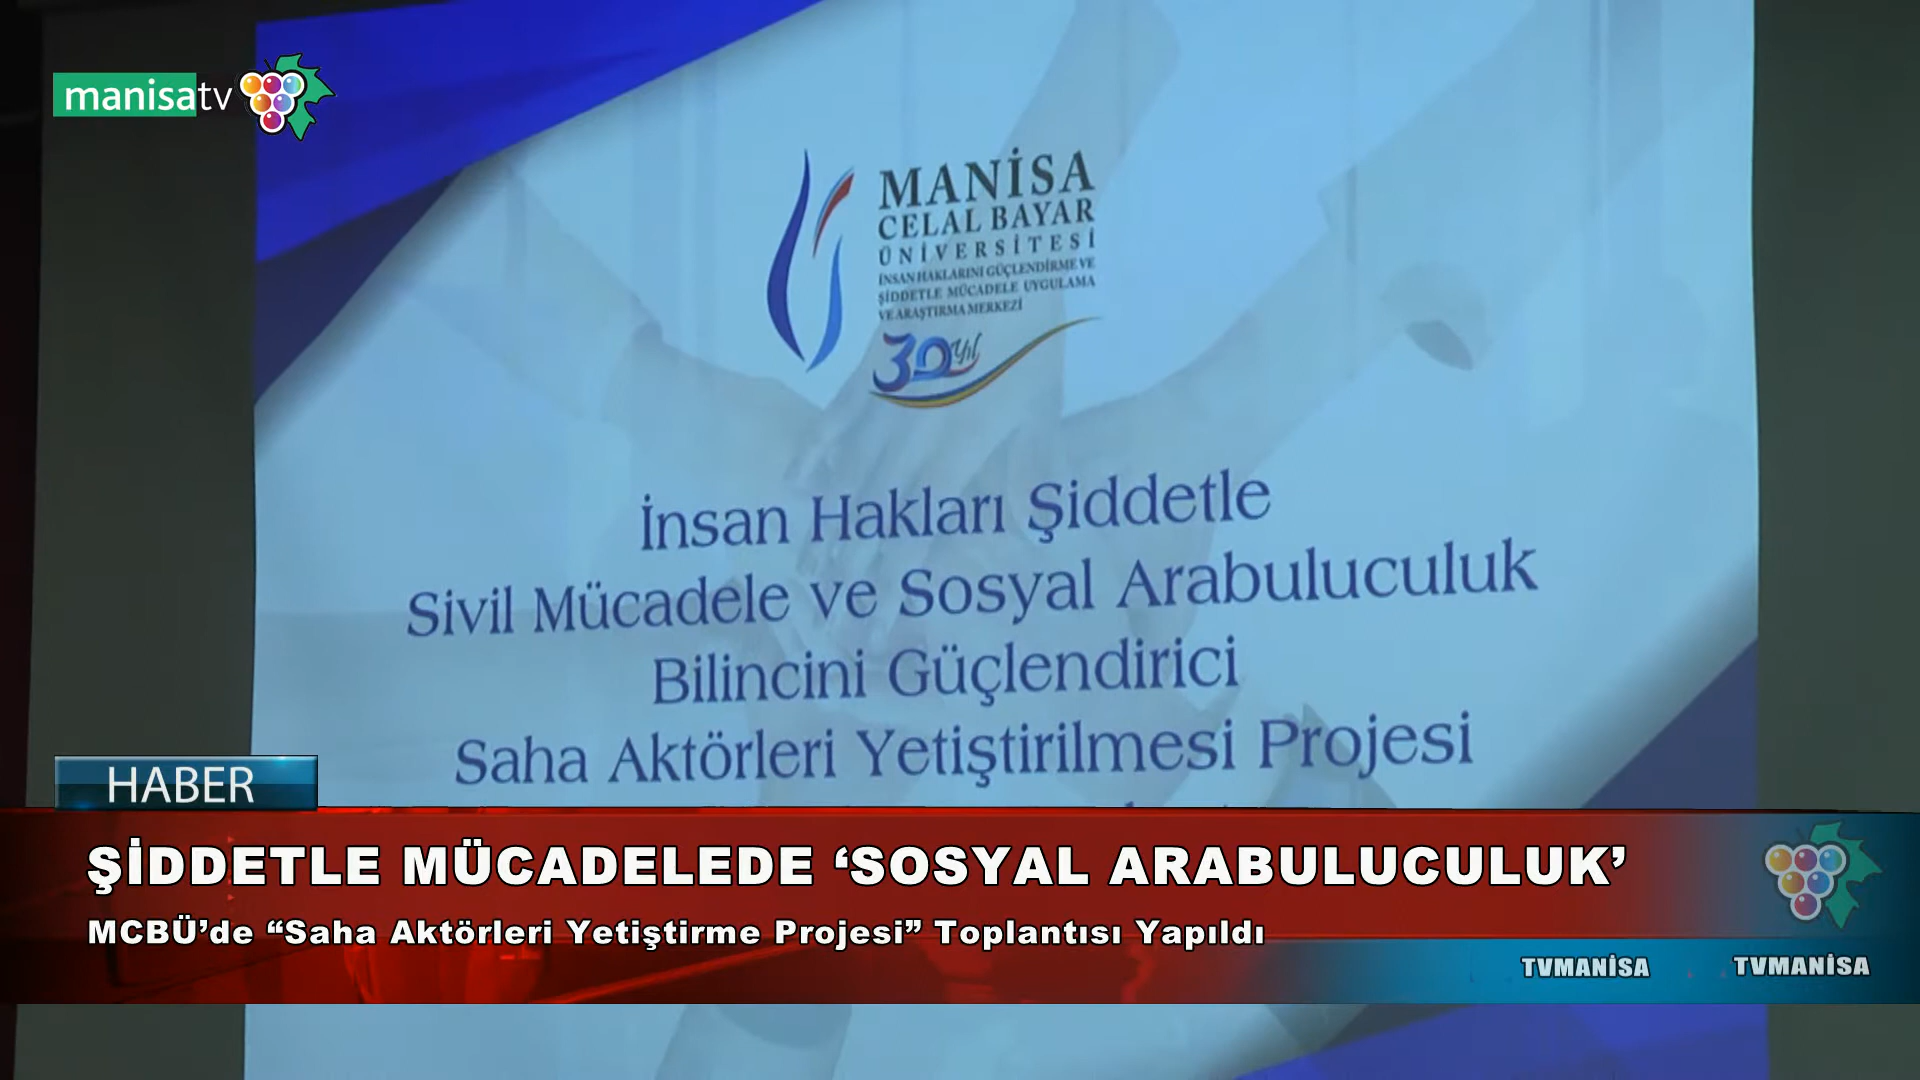 manisatv
MANİSA
CELAL BAYAR
ÜNİVERSİTESİ
İNSAN HAKLARINI GÜÇLENDİRME VE
ŞİDDETLE MÜCADELE UYGULAMA
VE ARAŞTIRMA MERKEZİ
30 yıl
İnsan Hakları Şiddetle
Sivil Mücadele ve Sosyal Arabuluculuk
Bilincini Güçlendirici
Saha Aktörleri Yetiştirilmesi Projesi
HABER
ŞİDDETLE MÜCADELEDE ‘SOSYAL ARABULUCULUK’
MCBÜ’de “Saha Aktörleri Yetiştirme Projesi” Toplantısı Yapıldı
TVMANİSA TVMANİSA